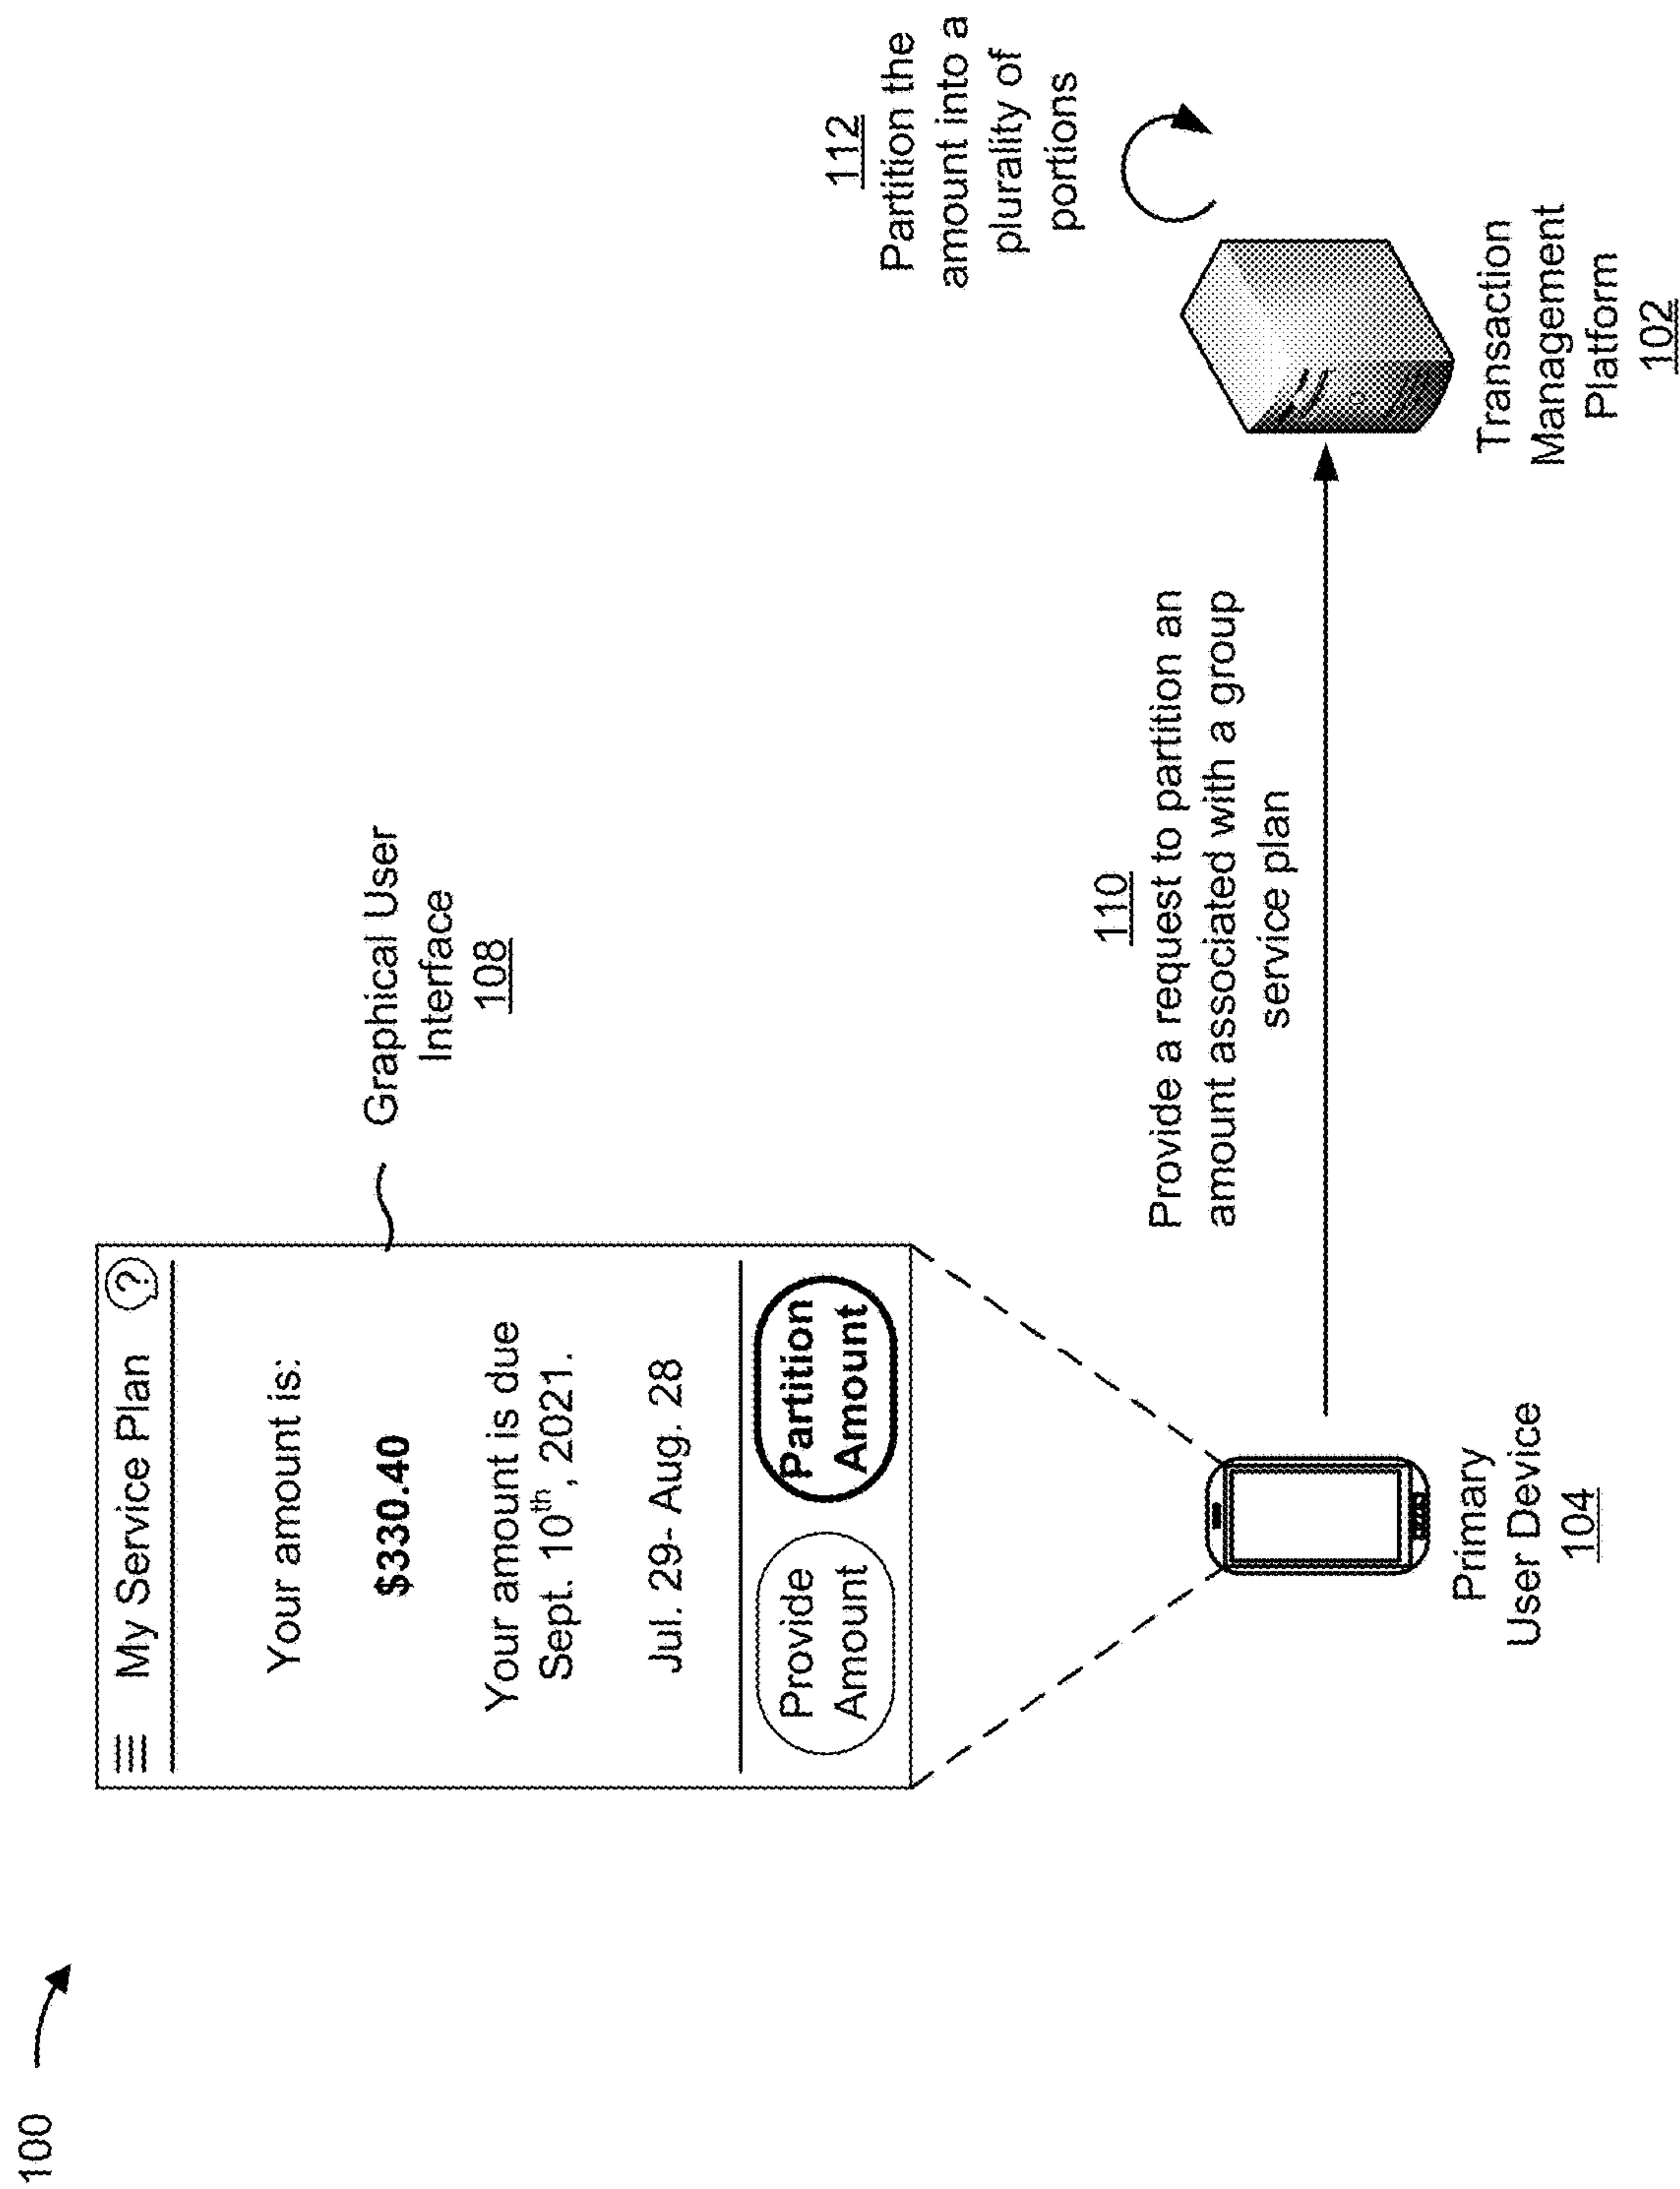 100
≡ My Service Plan ?
Your amount is:
$330.40
Your amount is due
Sept. 10th, 2021.
Jul. 29- Aug. 28
Provide
Amount
Partition
Amount
Graphical User
Interface
108
Primary
User Device
104
110
Provide a request to partition an
amount associated with a group
service plan
112
Partition the
amount into a
plurality of
portions
Transaction
Management
Platform
102